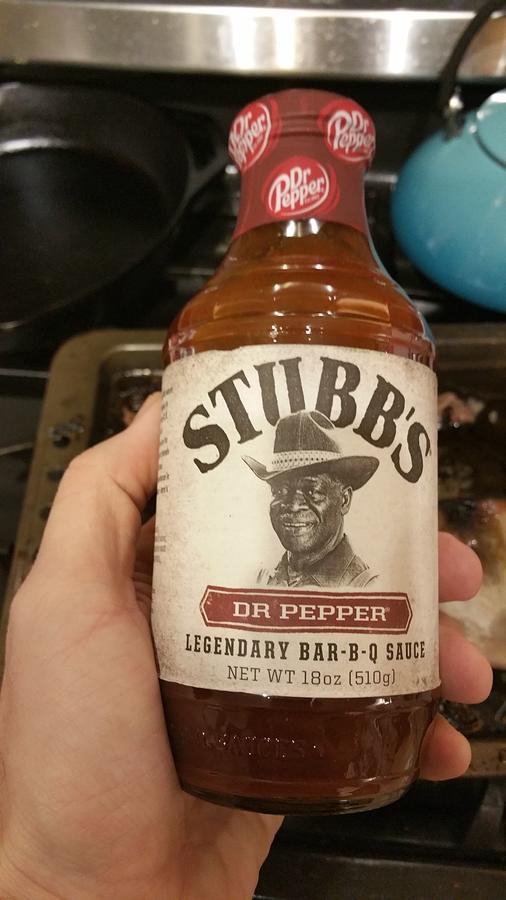 Dr
Pepper
Dr
Pepper
Dr
Pepper
STUBB'S
DR PEPPER®
LEGENDARY BAR-B-Q SAUCE
NET WT 18oz (510g)